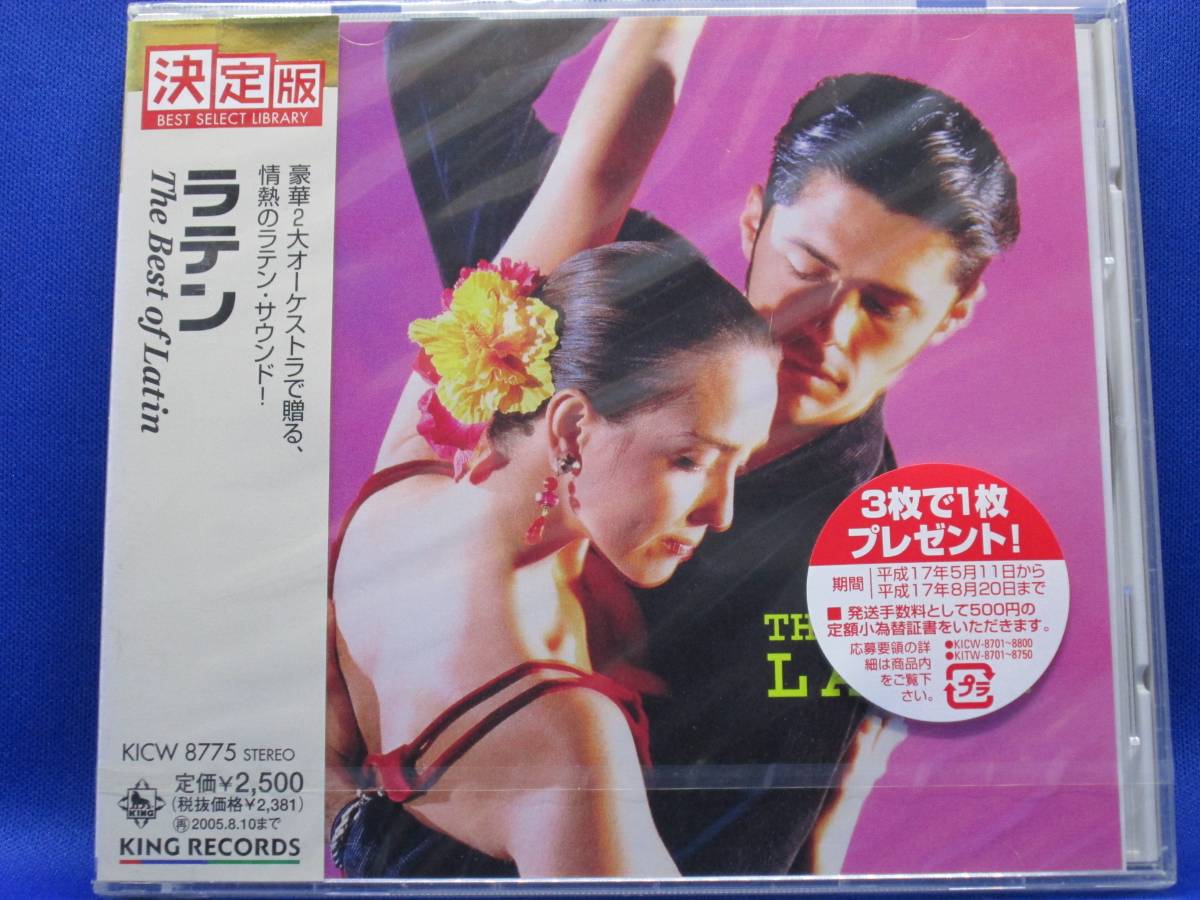 決定版
BEST SELECT LIBRARY
ラテン
The Best of Latin
豪華2大オーケストラで贈る、
情熱のラテン・サウンド!
KICW 8775 STEREO
定価¥2,500
(税抜価格¥2,381)
再 2005.8.10まで
KING
KING RECORDS
TH
LA
3枚で1枚
プレゼント!
期間 平成17年5月11日から
平成17年8月20日まで
■ 発送手数料として500円の
定額小為替証書をいただきます。
応募要領の詳
細は商品内
をご覧下
さい。
●KICW-8701~8800
●KITW-8701~8750
プラ